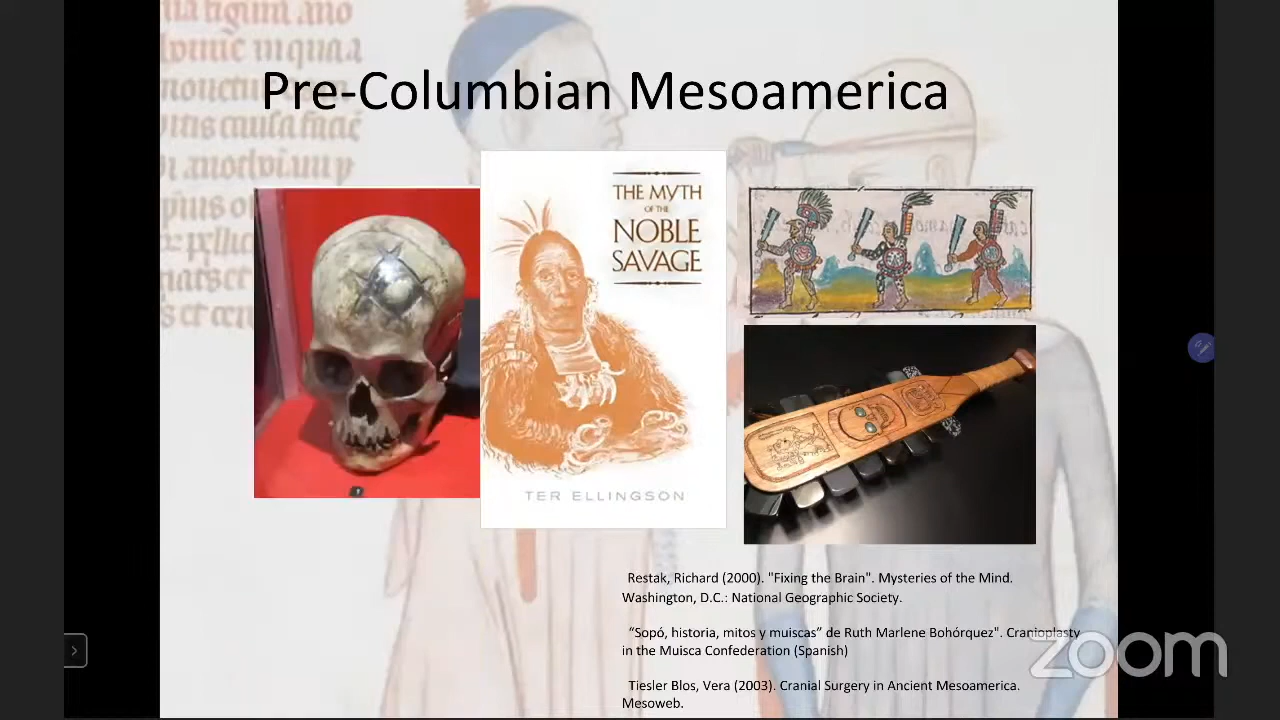 Pre-Columbian Mesoamerica
THE MYTH
OF THE
NOBLE
SAVAGE
TER ELLINGSON
Restak, Richard (2000). "Fixing the Brain". Mysteries of the Mind.
Washington, D.C.: National Geographic Society.
“Sopó, historia, mitos y muiscas” de Ruth Marlene Bohórquez". Cranioplasty
in the Muisca Confederation (Spanish)
Tiesler Blos, Vera (2003). Cranial Surgery in Ancient Mesoamerica.
Mesoweb.
zoom